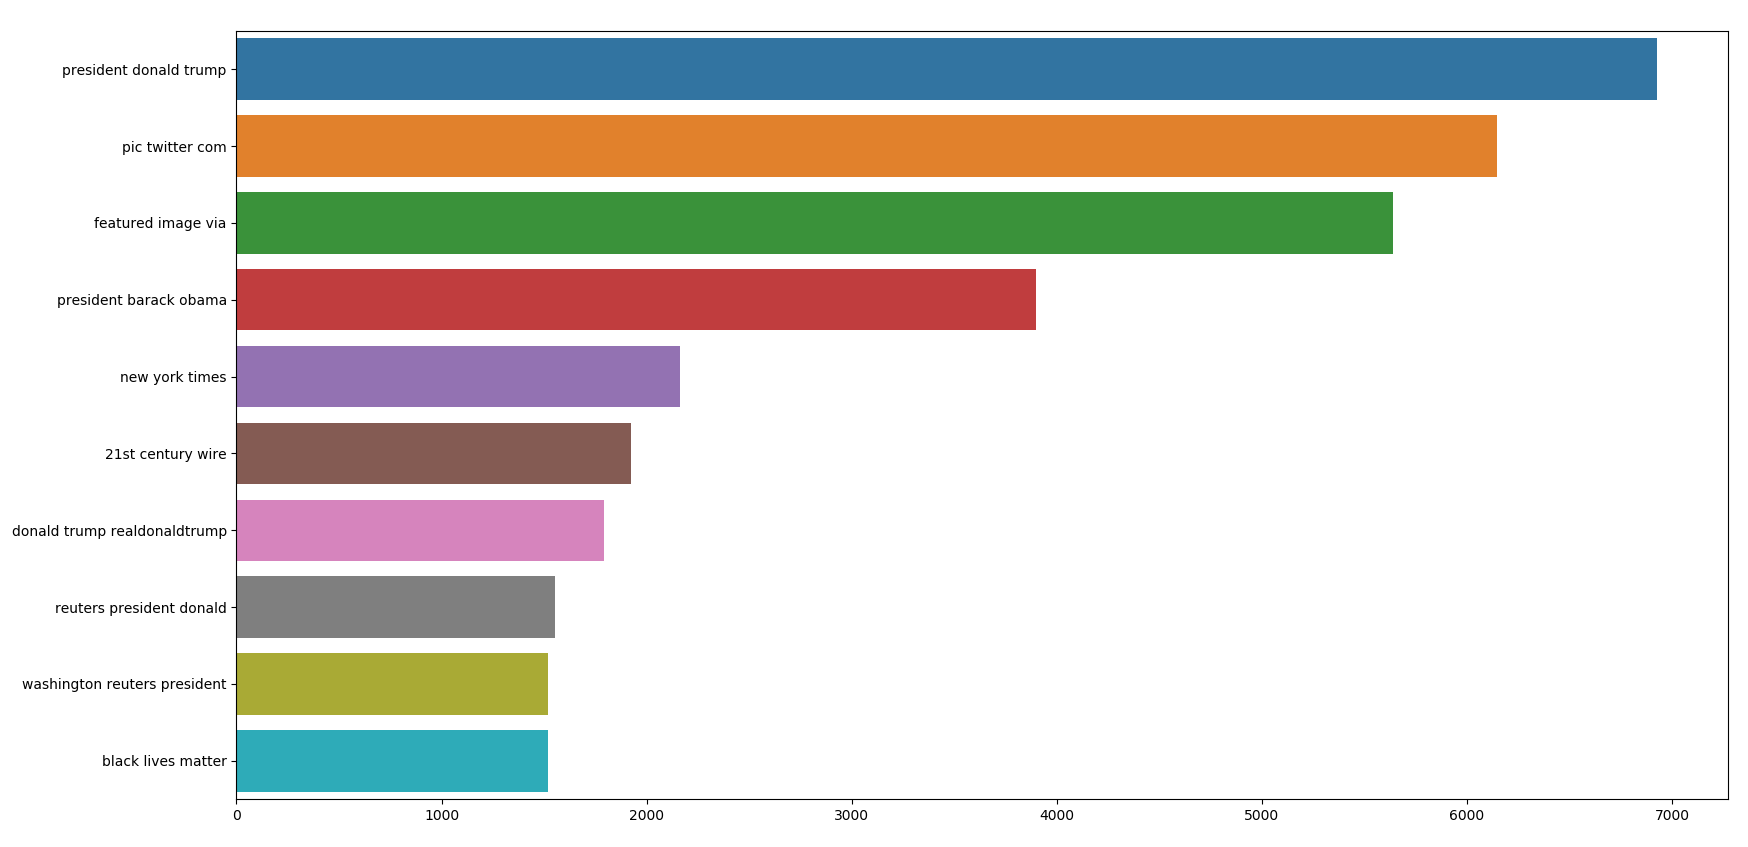 president donald trump
pic twitter com
featured image via
president barack obama
new york times
21st century wire
donald trump realdonaldtrump
reuters president donald
washington reuters president
black lives matter
0 1000 2000 3000 4000 5000 6000 7000